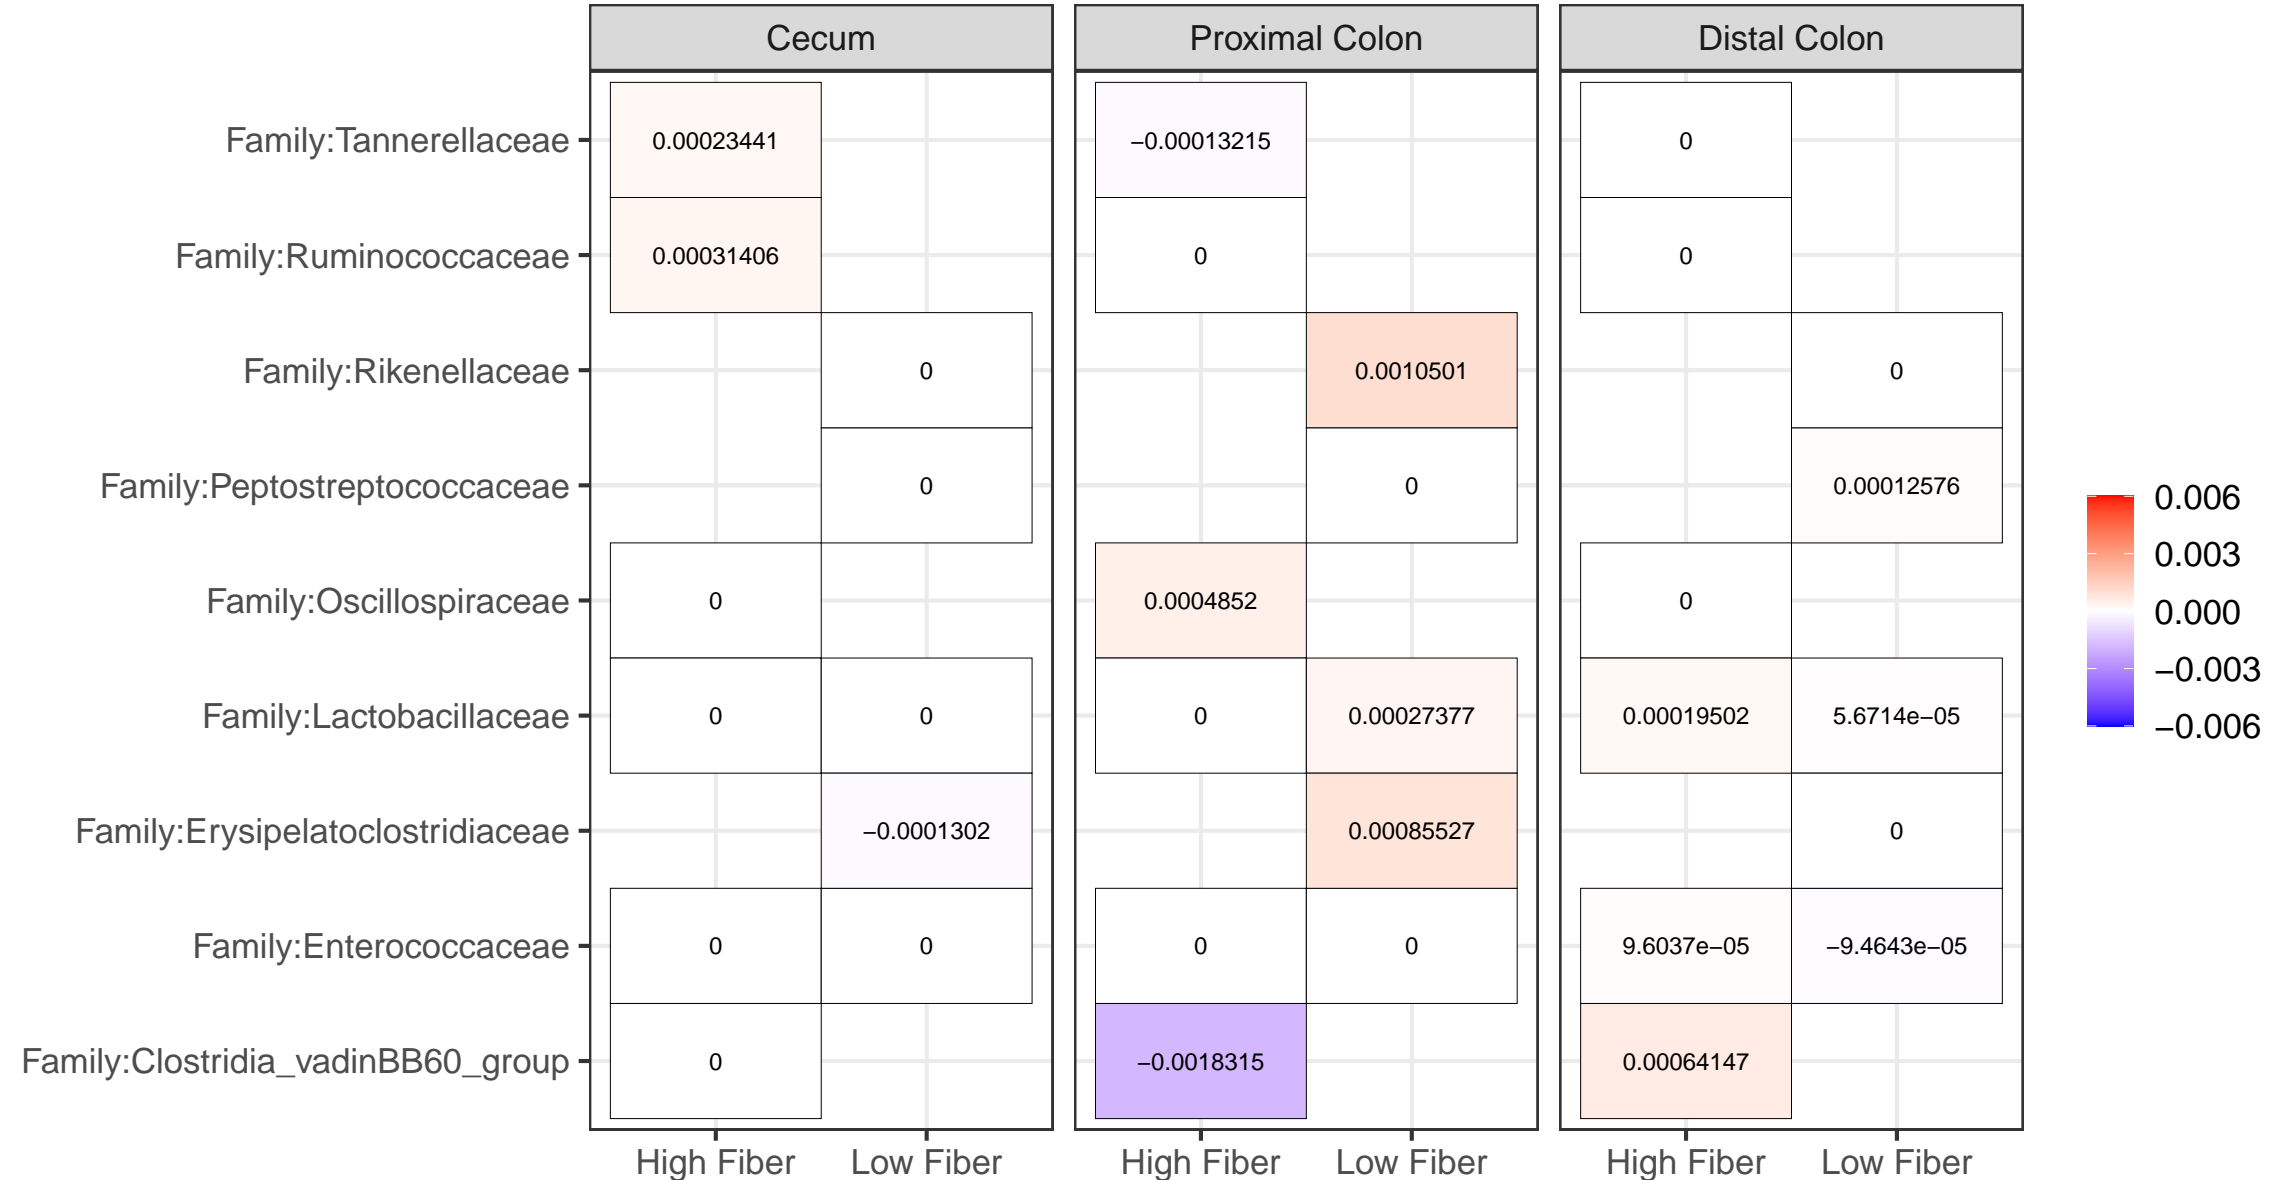 Cecum Proximal Colon Distal Colon
Family:Tannerellaceae 0.00023441 −0.00013215 0
Family:Ruminococcaceae 0.00031406 0 0
Family:Rikenellaceae 0 0.0010501 0
Family:Peptostreptococcaceae 0 0 0.00012576
Family:Oscillospiraceae 0 0.0004852 0
Family:Lactobacillaceae 0 0 0 0.00027377 0.00019502 5.6714e−05
Family:Erysipelatoclostridiaceae −0.0001302 0.00085527 0
Family:Enterococcaceae 0 0 0 0 9.6037e−05 −9.4643e−05
Family:Clostridia_vadinBB60_group 0 −0.0018315 0.00064147
High Fiber Low Fiber High Fiber Low Fiber High Fiber Low Fiber
0.006
0.003
0.000
−0.003
−0.006